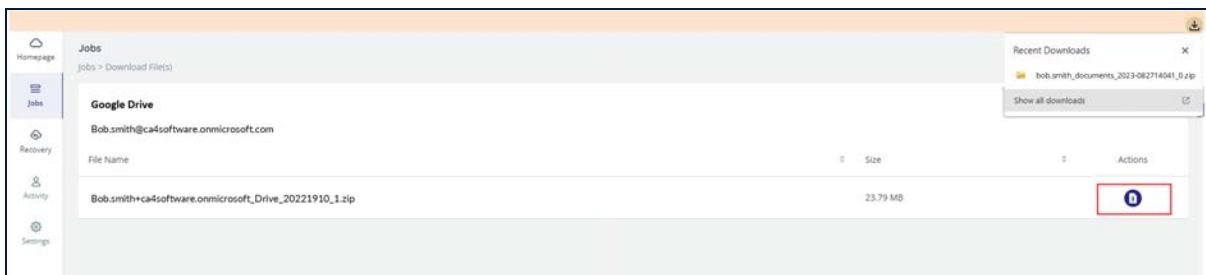 Homepage
Jobs
Recovery
Activity
Settings
Jobs
Jobs > Download File(s)
Google Drive
Bob.smith@ca4software.onmicrosoft.com
File Name Size Actions
Bob.smith+ca4software.onmicrosoft_Drive_20221910_1.zip 23.79 MB
Recent Downloads
bob.smith_documents_2023-082714041_0.zip
Show all downloads